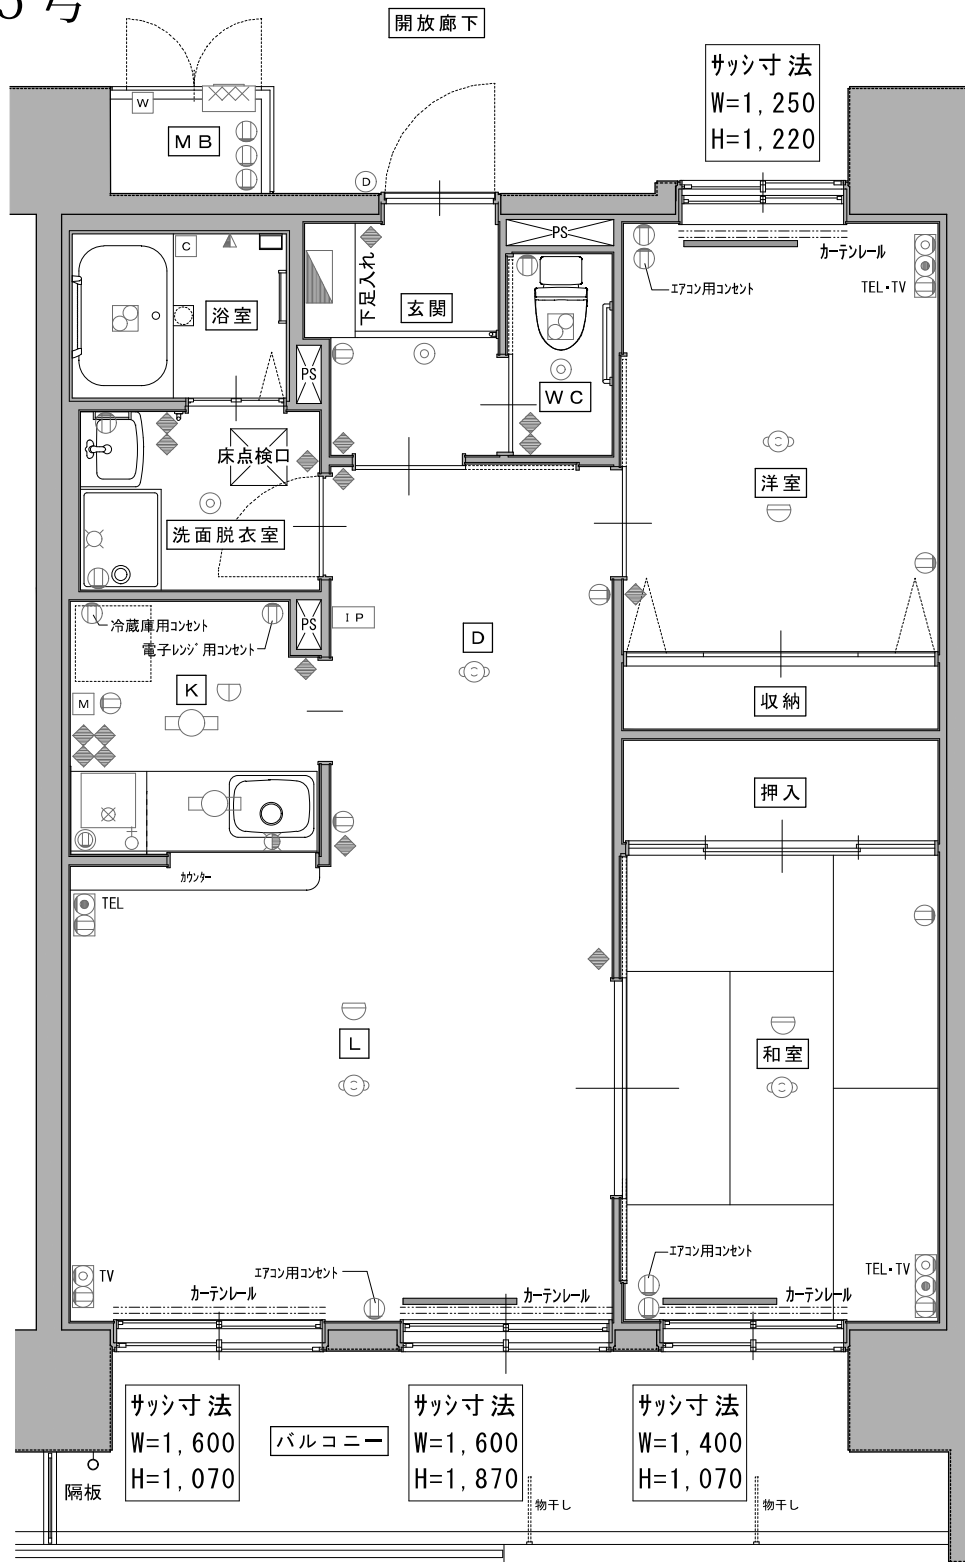 5号
開放廊下
サッシ寸法
W=1,250
H=1,220
W
MB
D
PS
カーテンレール
エアコン用コンセント
TEL・TV
C
浴室
下足入れ
玄関
PS
WC
床点検口
洋室
洗面脱衣室
冷蔵庫用コンセント
電子レンジ用コンセント
PS
IP
D
K
M
収納
押入
カウンター
TEL
L
和室
エアコン用コンセント
TEL・TV
TV
エアコン用コンセント
カーテンレール
カーテンレール
カーテンレール
サッシ寸法
W=1,600
H=1,070
バルコニー
サッシ寸法
W=1,600
H=1,870
サッシ寸法
W=1,400
H=1,070
隔板
物干し
物干し